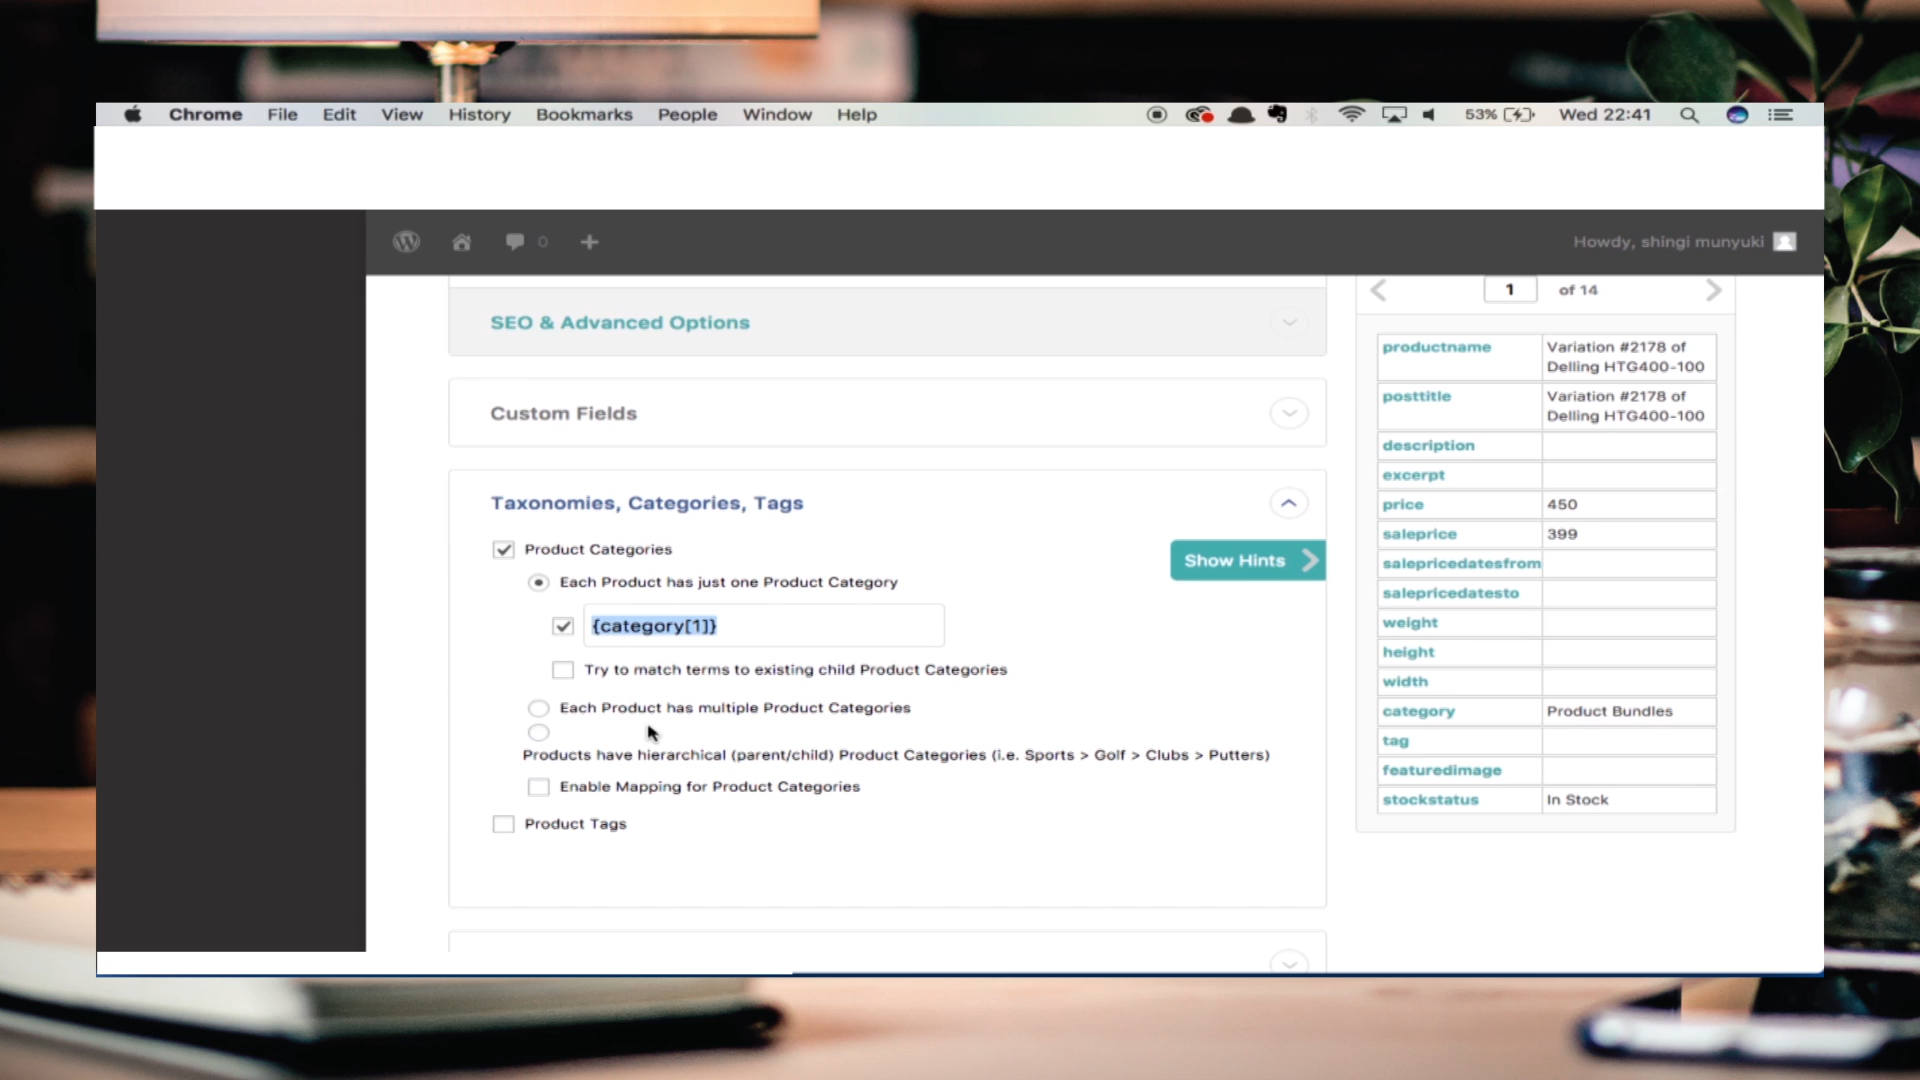 Chrome File Edit View History Bookmarks People Window Help 53% Wed 22:41
0 Howdy, shingi munyuki
SEO & Advanced Options
Custom Fields
Taxonomies, Categories, Tags
Product Categories
Show Hints
Each Product has just one Product Category
{category[1]}
Try to match terms to existing child Product Categories
Each Product has multiple Product Categories
Products have hierarchical (parent/child) Product Categories (i.e. Sports > Golf > Clubs > Putters)
Enable Mapping for Product Categories
Product Tags
1 of 14
productname Variation #2178 of
Delling HTG400-100
posttitle Variation #2178 of
Delling HTG400-100
description
excerpt
price 450
saleprice 399
salepricedatesfrom
salepricedatesto
weight
height
width
category Product Bundles
tag
featuredimage
stockstatus In Stock